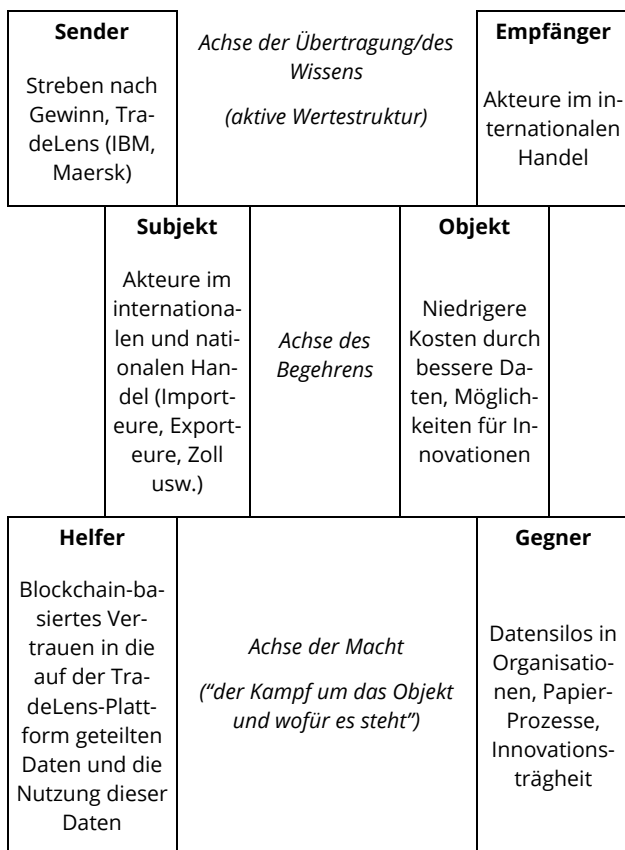 Sender
Streben nach
Gewinn, Tra-
deLens (IBM,
Maersk)
Achse der Übertragung/des
Wissens
(aktive Wertestruktur)
Empfänger
Akteure im in-
ternationalen
Handel
Subjekt
Akteure im
internationa-
len und nati-
onalen Han-
del (Import-
eure, Export-
eure, Zoll
usw.)
Achse des
Begehrens
Objekt
Niedrigere
Kosten durch
bessere Da-
ten, Möglich-
keiten für In-
novationen
Helfer
Blockchain-ba-
siertes Ver-
trauen in die
auf der Tra-
deLens-Platt-
form geteilten
Daten und die
Nutzung dieser
Daten
Achse der Macht
(“der Kampf um das Objekt
und wofür es steht”)
Gegner
Datensilos in
Organisatio-
nen, Papier-
Prozesse,
Innovations-
trägheit